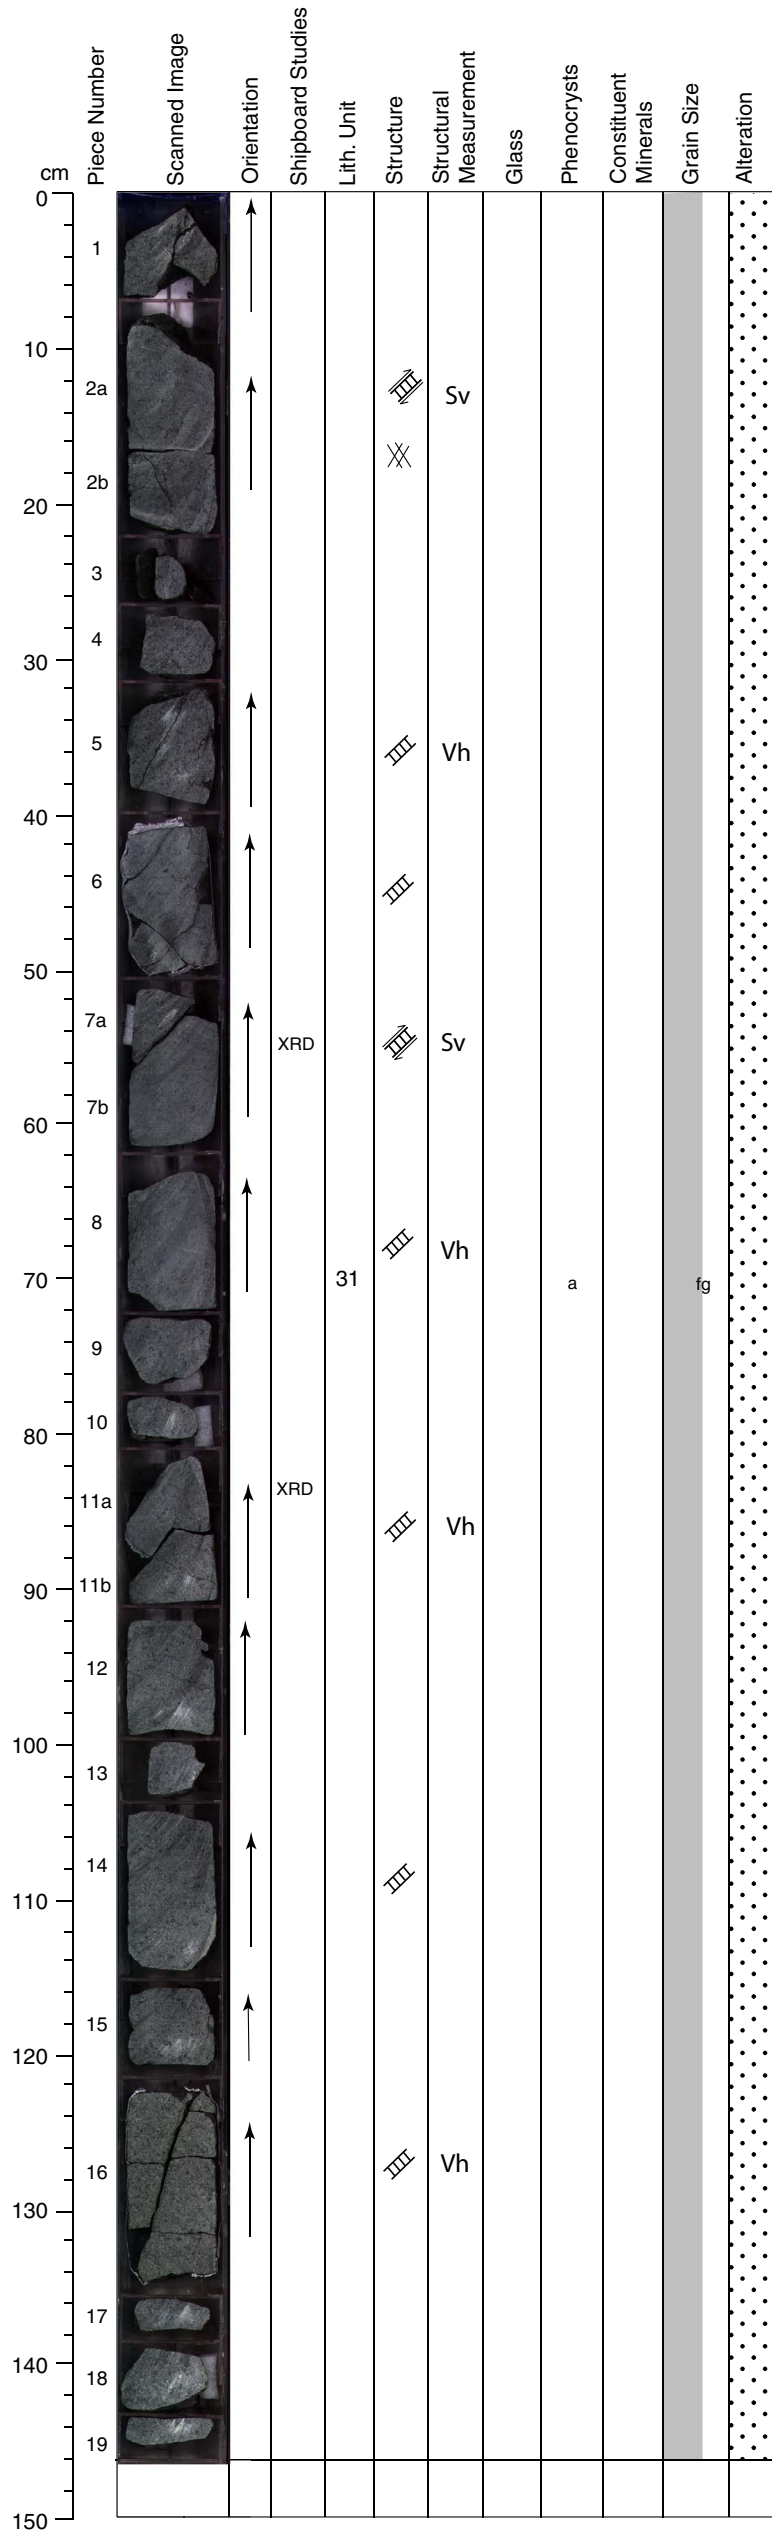 cm
Piece Number
Scanned Image
Orientation
Shipboard Studies
Lith. Unit
Structure
Structural
Measurement
Glass
Phenocrysts
Constituent
Minerals
Grain Size
Alteration
0
1
10
2a
Sv
2b
20
3
4
30
5
Vh
40
6
50
7a
XRD
Sv
7b
60
8
Vh
70
31
a
fg
9
10
80
XRD
11a
Vh
11b
90
12
100
13
14
110
15
120
16
Vh
130
17
140
18
19
150